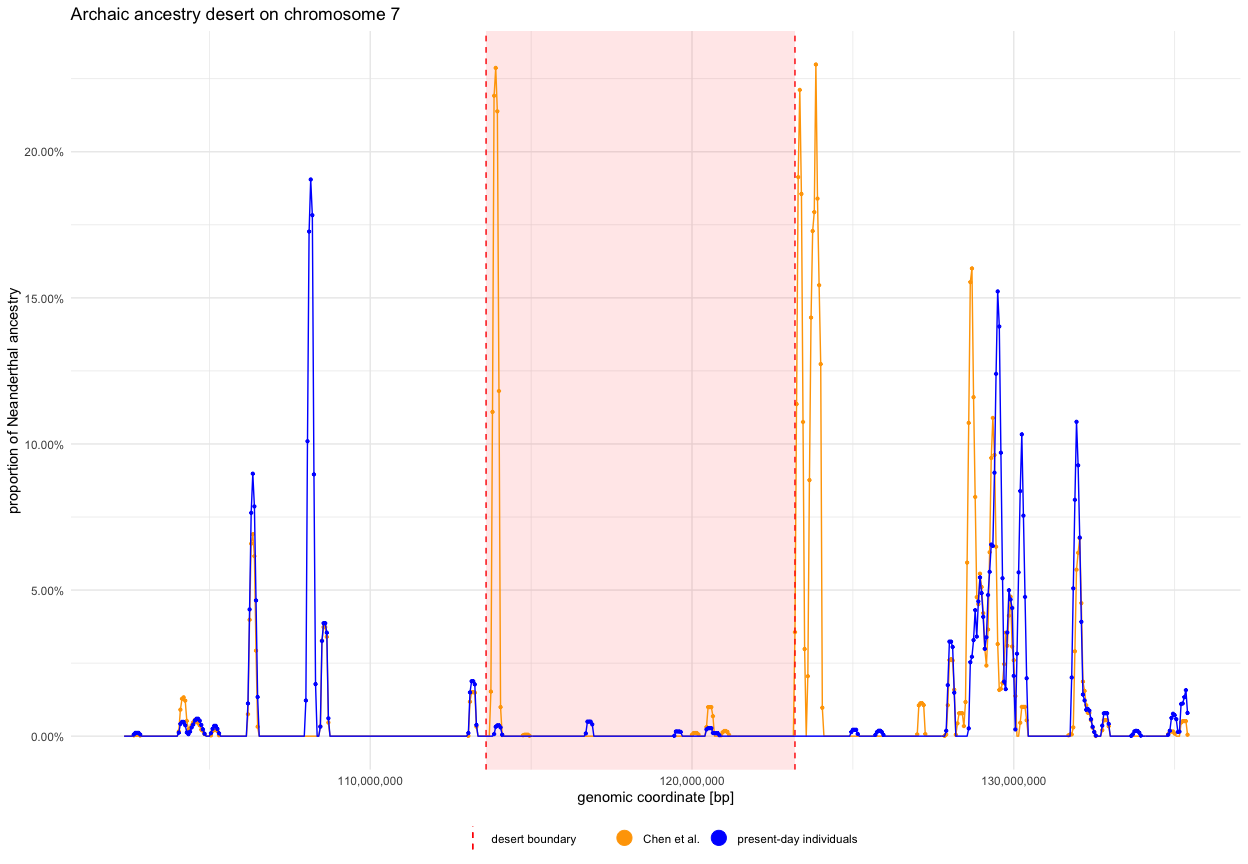 Archaic ancestry desert on chromosome 7
proportion of Neanderthal ancestry
20.00%
15.00%
10.00%
5.00%
0.00%
110,000,000 120,000,000 130,000,000
genomic coordinate [bp]
desert boundary Chen et al. present-day individuals